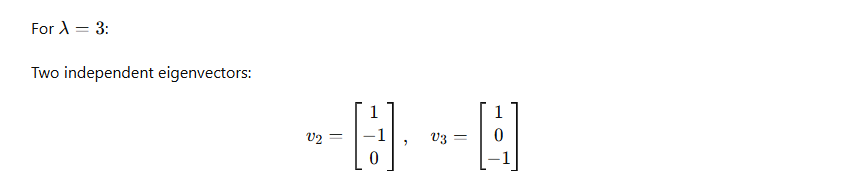 For λ = 3:
Two independent eigenvectors:
v₂ = [1 −1 0], v₃ = [1 0 −1]